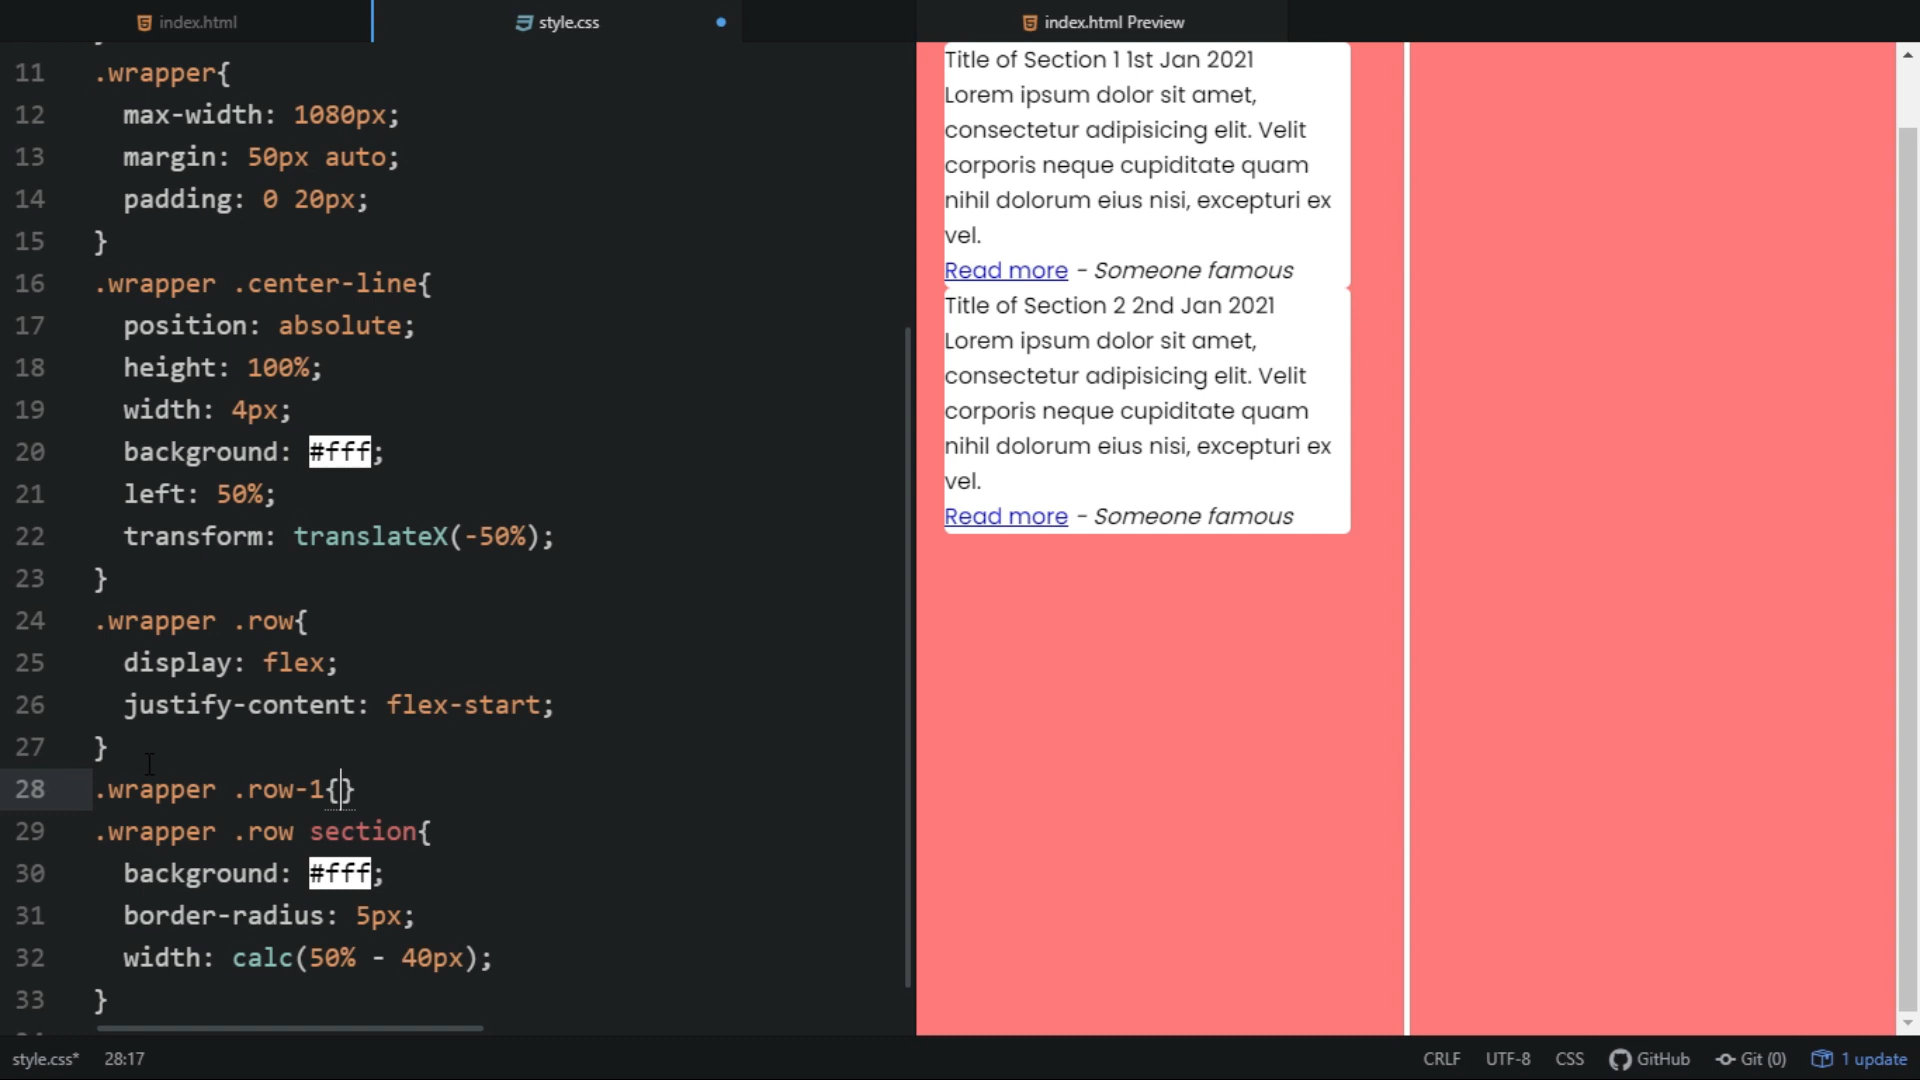 index.html
style.css
index.html Preview
11 .wrapper{
12 max-width: 1080px;
13 margin: 50px auto;
14 padding: 0 20px;
15 }
16 .wrapper .center-line{
17 position: absolute;
18 height: 100%;
19 width: 4px;
20 background: #fff;
21 left: 50%;
22 transform: translateX(-50%);
23 }
24 .wrapper .row{
25 display: flex;
26 justify-content: flex-start;
27 }
28 .wrapper .row-1{}
29 .wrapper .row section{
30 background: #fff;
31 border-radius: 5px;
32 width: calc(50% - 40px);
33 }
Title of Section 1 1st Jan 2021
Lorem ipsum dolor sit amet,
consectetur adipisicing elit. Velit
corporis neque cupiditate quam
nihil dolorum eius nisi, excepturi ex
vel.
Read more - Someone famous
Title of Section 2 2nd Jan 2021
Lorem ipsum dolor sit amet,
consectetur adipisicing elit. Velit
corporis neque cupiditate quam
nihil dolorum eius nisi, excepturi ex
vel.
Read more - Someone famous
style.css* 28:17 CRLF UTF-8 CSS GitHub Git (0) 1 update